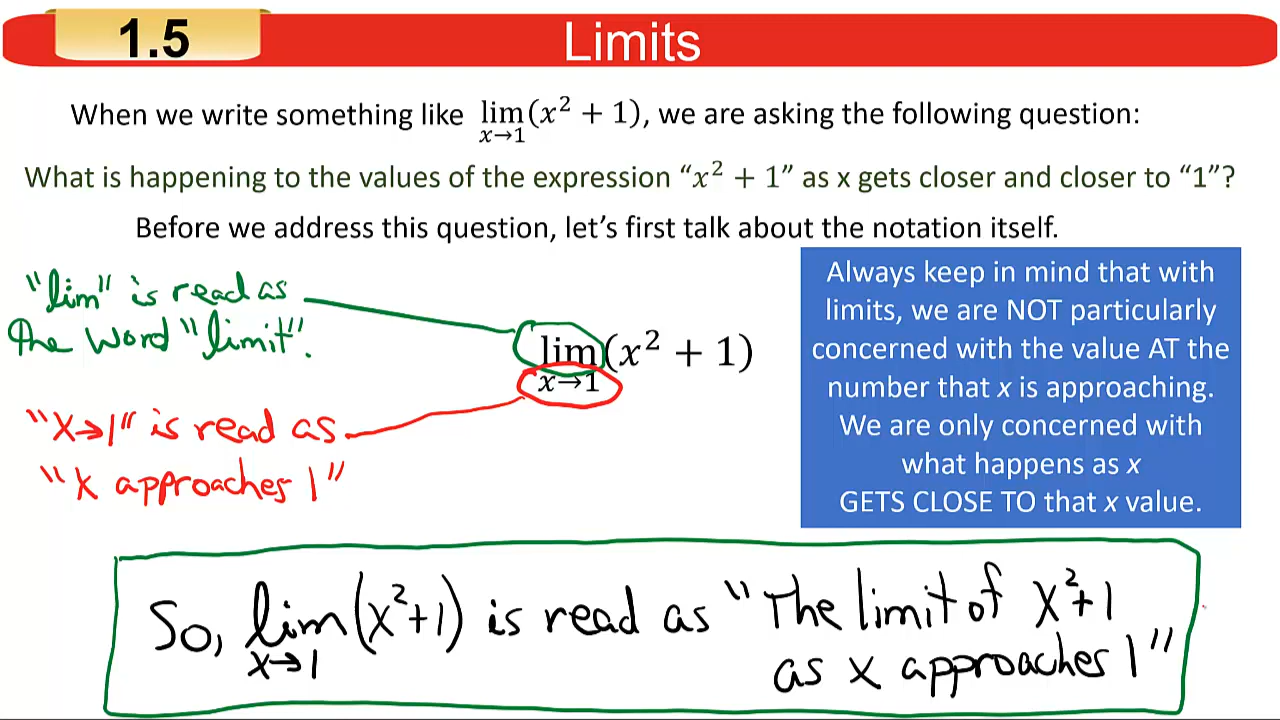 1.5
Limits
When we write something like lim(x² + 1), we are asking the following question:
x→1
What is happening to the values of the expression “x² + 1” as x gets closer and closer to “1”?
Before we address this question, let’s first talk about the notation itself.
"lim" is read as
the word "limit".
lim(x² + 1)
x→1
"x→1" is read as
"x approaches 1"
Always keep in mind that with
limits, we are NOT particularly
concerned with the value AT the
number that x is approaching.
We are only concerned with
what happens as x
GETS CLOSE TO that x value.
So, lim (x²+1) is read as "The limit of x²+1
x→1
as x approaches 1"